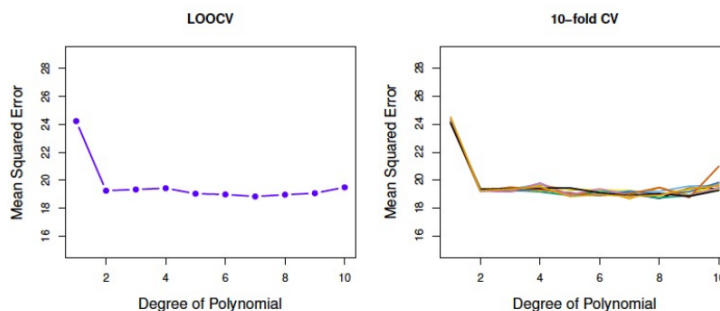 LOOCV
Mean Squared Error
16 18 20 22 24 26 28
2 4 6 8 10
Degree of Polynomial
10−fold CV
Mean Squared Error
16 18 20 22 24 26 28
2 4 6 8 10
Degree of Polynomial